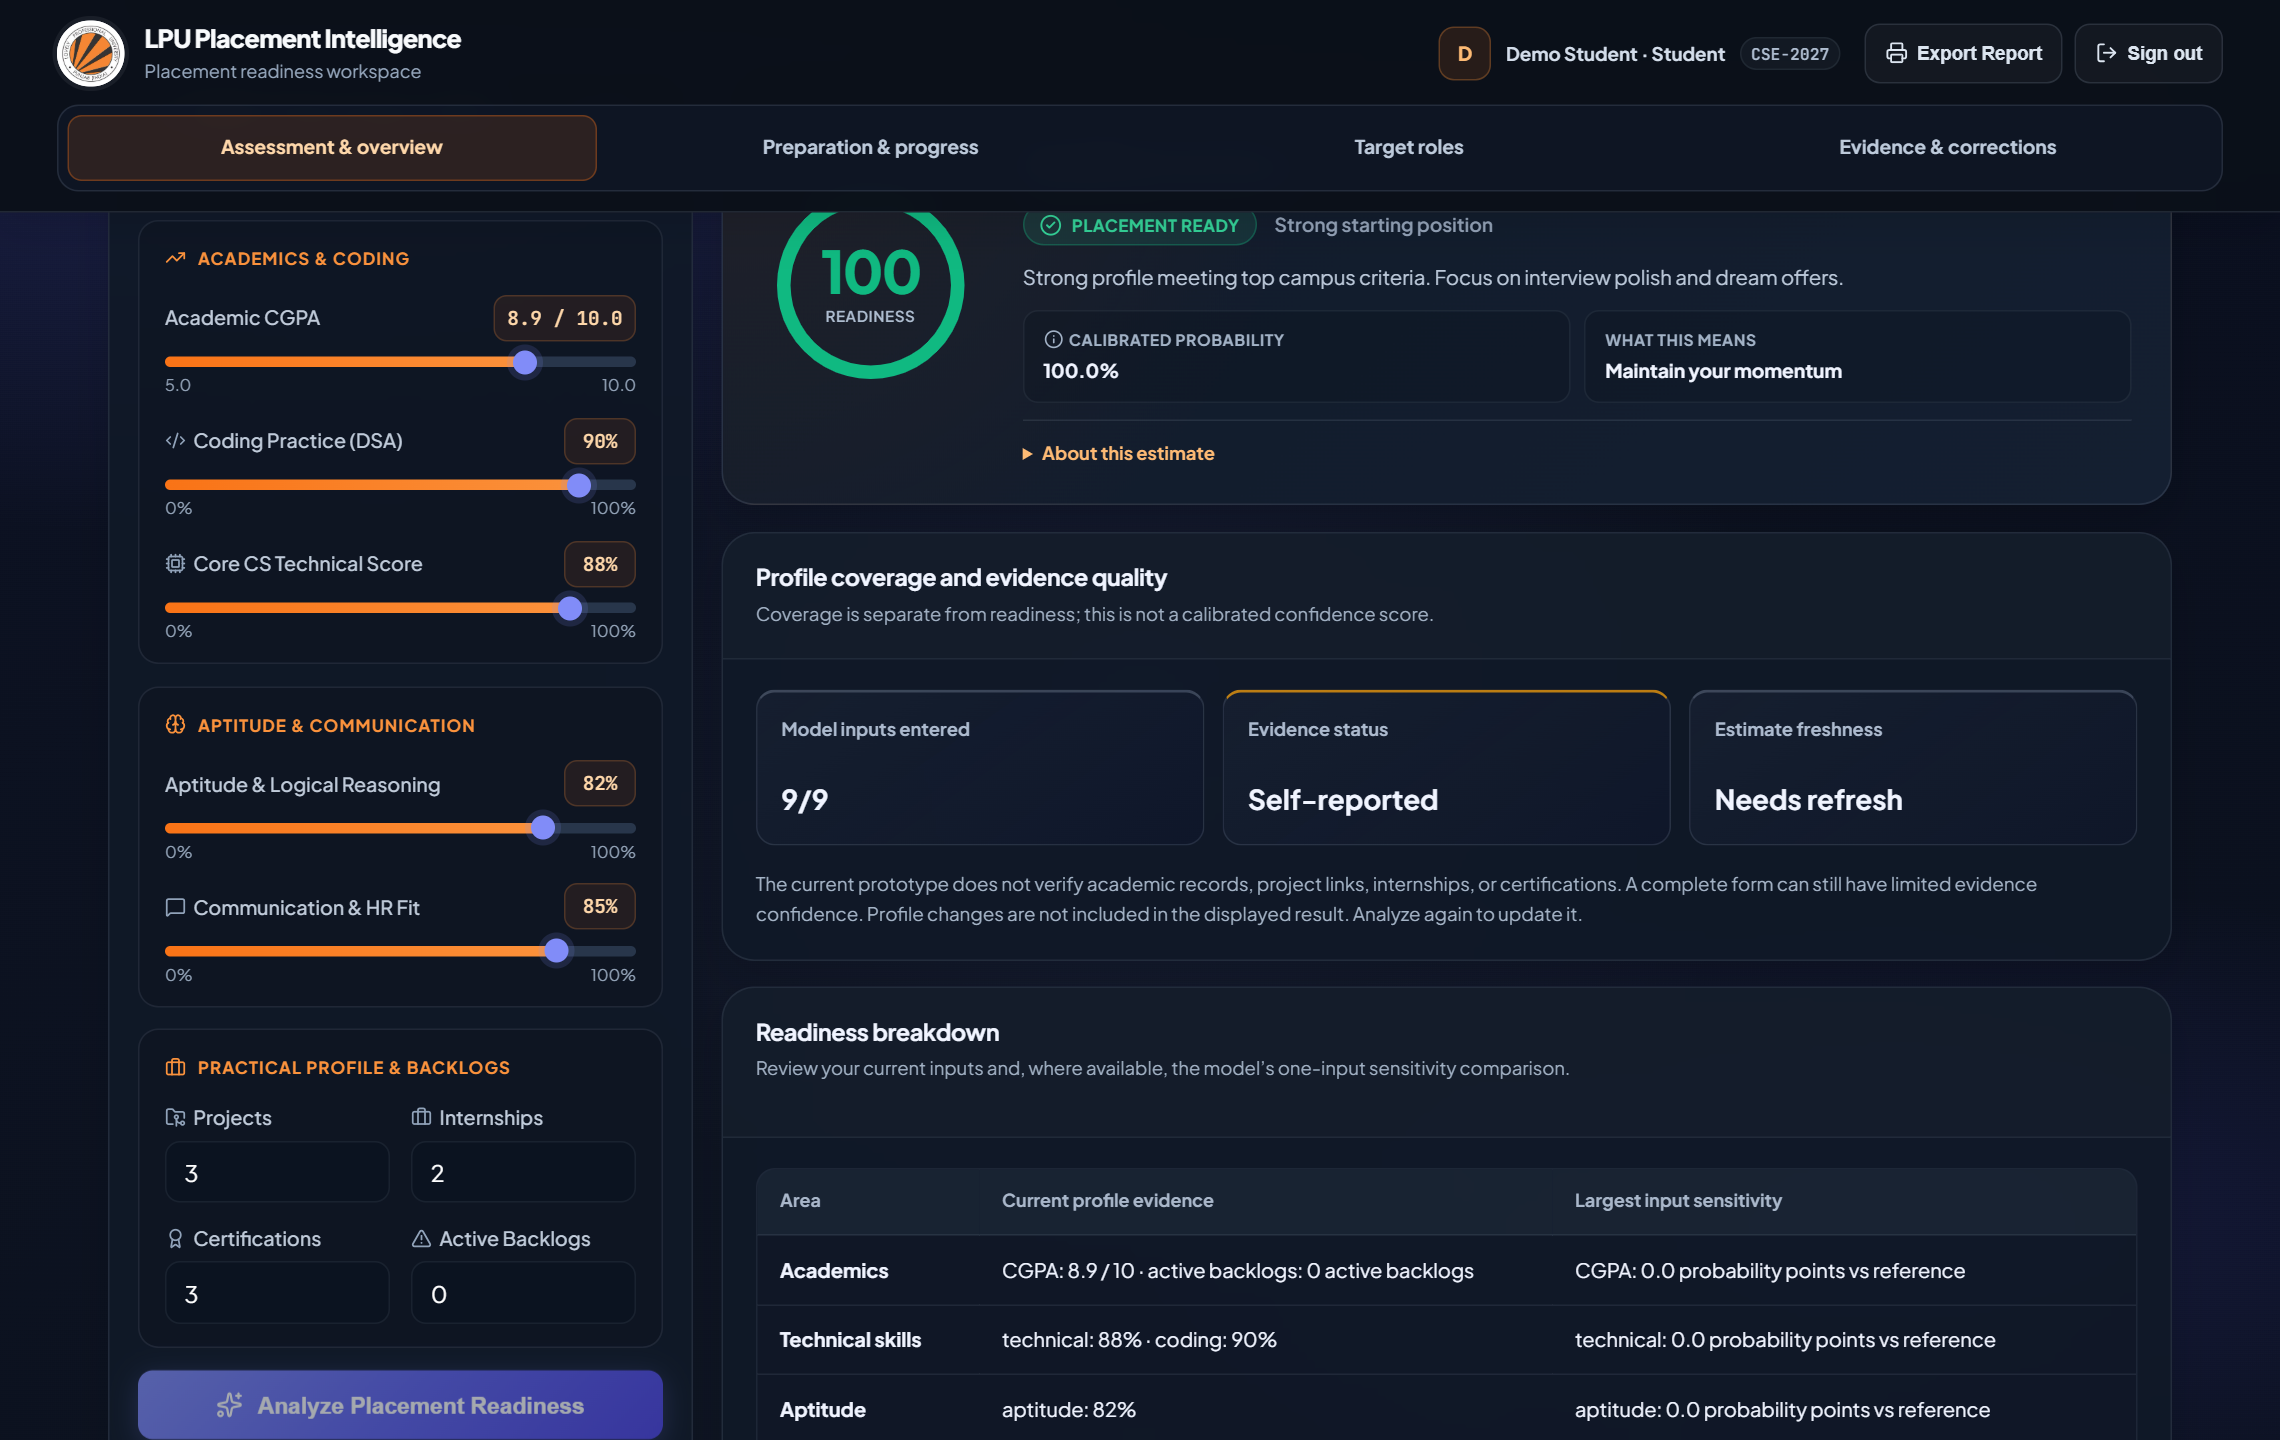 LPU Placement Intelligence
Placement readiness workspace
D
Demo Student · Student
CSE-2027
Export Report
Sign out
Assessment & overview
Preparation & progress
Target roles
Evidence & corrections
ACADEMICS & CODING
Academic CGPA
8.9 / 10.0
5.0
10.0
Coding Practice (DSA)
90%
0%
100%
Core CS Technical Score
88%
0%
100%
APTITUDE & COMMUNICATION
Aptitude & Logical Reasoning
82%
0%
100%
Communication & HR Fit
85%
0%
100%
PRACTICAL PROFILE & BACKLOGS
Projects
Internships
3
2
Certifications
Active Backlogs
3
0
Analyze Placement Readiness
100
READINESS
PLACEMENT READY
Strong starting position
Strong profile meeting top campus criteria. Focus on interview polish and dream offers.
CALIBRATED PROBABILITY
100.0%
WHAT THIS MEANS
Maintain your momentum
About this estimate
Profile coverage and evidence quality
Coverage is separate from readiness; this is not a calibrated confidence score.
Model inputs entered
9/9
Evidence status
Self-reported
Estimate freshness
Needs refresh
The current prototype does not verify academic records, project links, internships, or certifications. A complete form can still have limited evidence
confidence. Profile changes are not included in the displayed result. Analyze again to update it.
Readiness breakdown
Review your current inputs and, where available, the model's one-input sensitivity comparison.
Area
Current profile evidence
Largest input sensitivity
Academics
CGPA: 8.9 / 10 · active backlogs: 0 active backlogs
CGPA: 0.0 probability points vs reference
Technical skills
technical: 88% · coding: 90%
technical: 0.0 probability points vs reference
Aptitude
aptitude: 82%
aptitude: 0.0 probability points vs reference